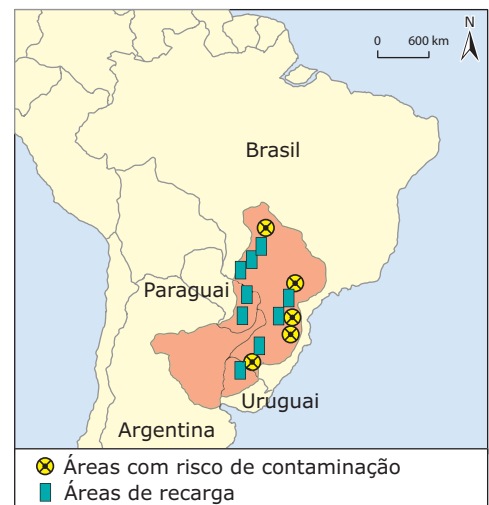 N
0 600 km
Brasil
Paraguai
Uruguai
Argentina
Áreas com risco de contaminação
Áreas de recarga